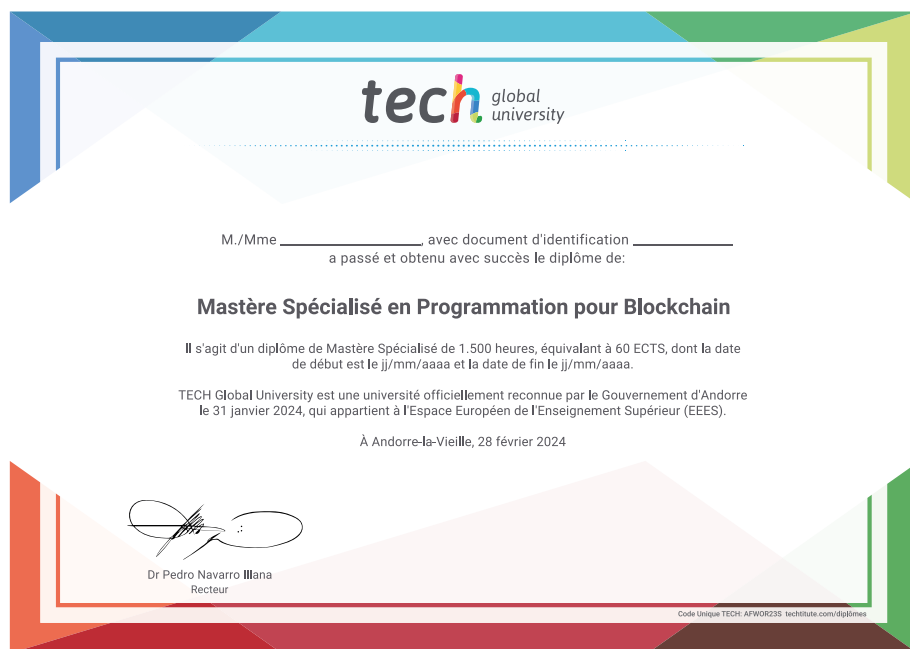 tech global
university
M./Mme ____________, avec document d'identification ____________
a passé et obtenu avec succès le diplôme de:
Mastère Spécialisé en Programmation pour Blockchain
Il s'agit d'un diplôme de Mastère Spécialisé de 1.500 heures, équivalant à 60 ECTS, dont la date
de début est le jj/mm/aaaa et la date de fin le jj/mm/aaaa.
TECH Global University est une université officiellement reconnue par le Gouvernement d'Andorre
le 31 janvier 2024, qui appartient à l'Espace Européen de l'Enseignement Supérieur (EEES).
À Andorre-la-Vieille, 28 février 2024
Dr Pedro Navarro Illana
Recteur
Code Unique TECH: AFWOR23S techtitute.com/diplômes